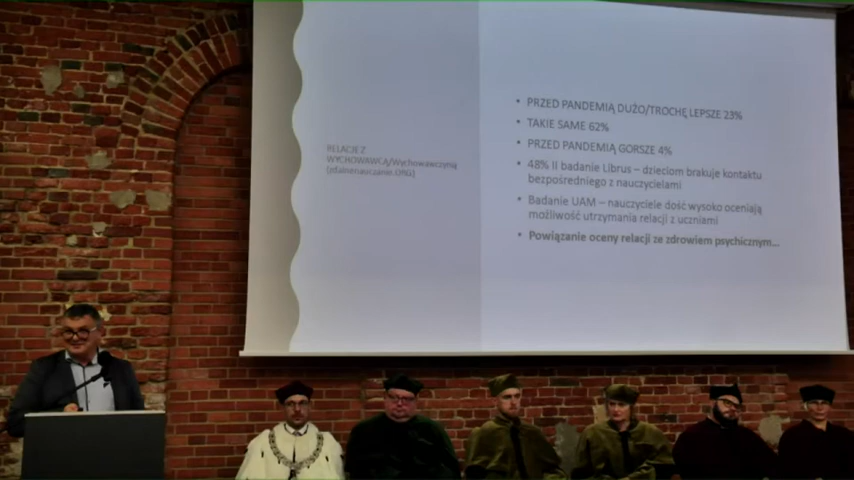 RELACJE Z
WYCHOWAWCĄ/Wychowawczynią
(zdalnenauczanie.ORG)
• PRZED PANDEMIĄ DUŻO/TROCHĘ LEPSZE 23%
• TAKIE SAME 62%
• PRZED PANDEMIĄ GORSZE 4%
• 48% II badanie Librus – dzieciom brakuje kontaktu
bezpośredniego z nauczycielami
• Badanie UAM – nauczyciele dość wysoko oceniają
możliwość utrzymania relacji z uczniami
• Powiązanie oceny relacji ze zdrowiem psychicznym...